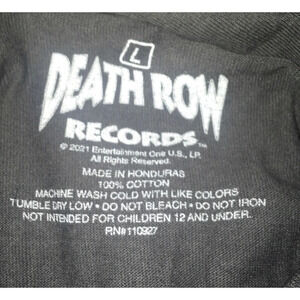 L
DEATH ROW
RECORDS™
© 2021 Entertainment One U.S., LP.
All Rights Reserved.
MADE IN HONDURAS
100% COTTON
MACHINE WASH COLD WITH LIKE COLORS
TUMBLE DRY LOW • DO NOT BLEACH • DO NOT IRON
NOT INTENDED FOR CHILDREN 12 AND UNDER.
RN#110927